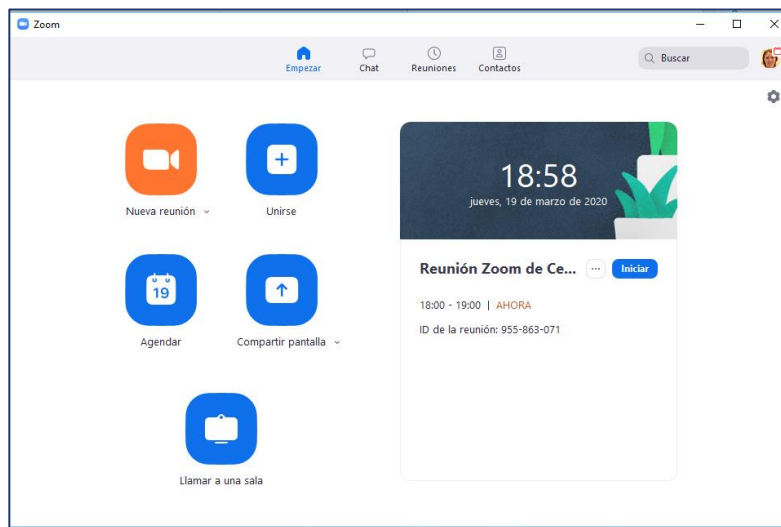 Zoom
Empezar
Chat
Reuniones
Contactos
Buscar
Nueva reunión
Unirse
18:58
jueves, 19 de marzo de 2020
Reunión Zoom de Ce... ... Iniciar
18:00 - 19:00 | AHORA
ID de la reunión: 955-863-071
19
Agendar
Compartir pantalla
Llamar a una sala